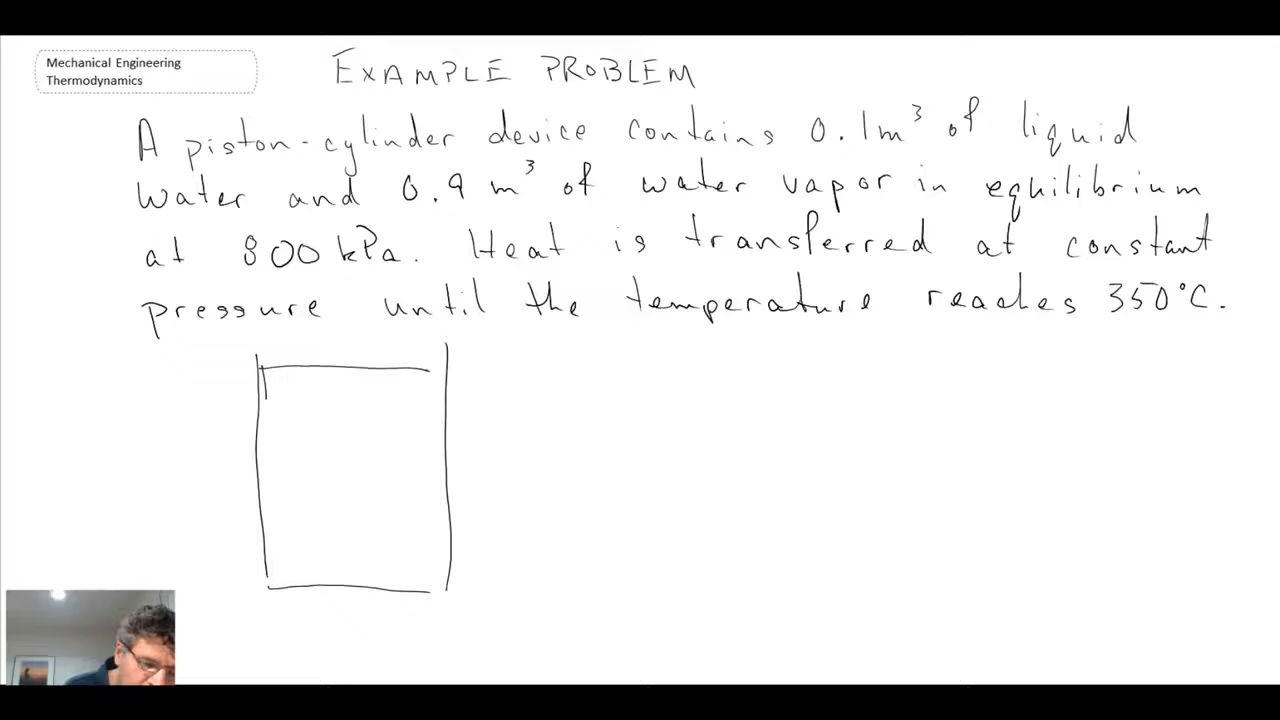 Mechanical Engineering
Thermodynamics
EXAMPLE PROBLEM
A piston-cylinder device contains 0.1m³ of liquid
water and 0.9 m³ of water vapor in equilibrium
at 800 kPa. Heat is transferred at constant
pressure until the temperature reaches 350°C.